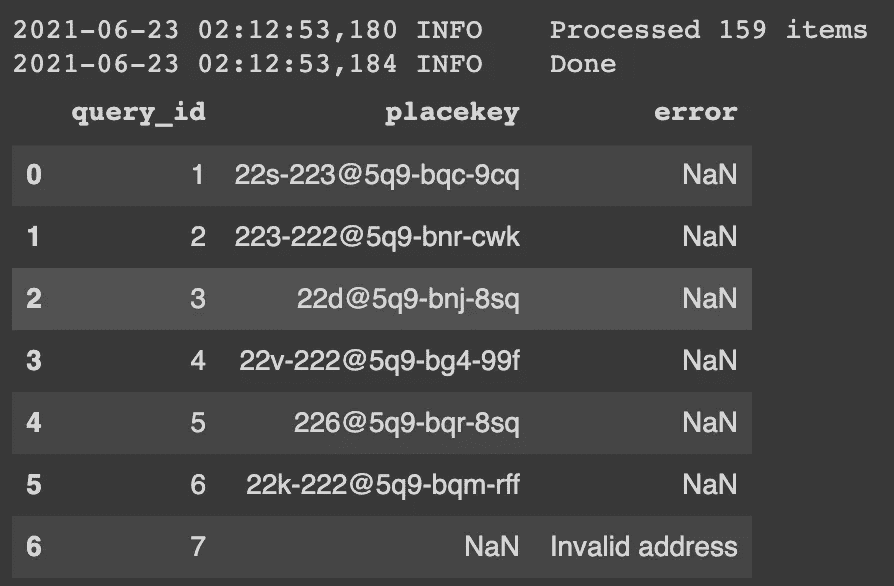 2021-06-23 02:12:53,180 INFO Processed 159 items
2021-06-23 02:12:53,184 INFO Done
query_id placekey error
0 1 22s-223@5q9-bqc-9cq NaN
1 2 223-222@5q9-bnr-cwk NaN
2 3 22d@5q9-bnj-8sq NaN
3 4 22v-222@5q9-bg4-99f NaN
4 5 226@5q9-bqr-8sq NaN
5 6 22k-222@5q9-bqm-rff NaN
6 7 NaN Invalid address